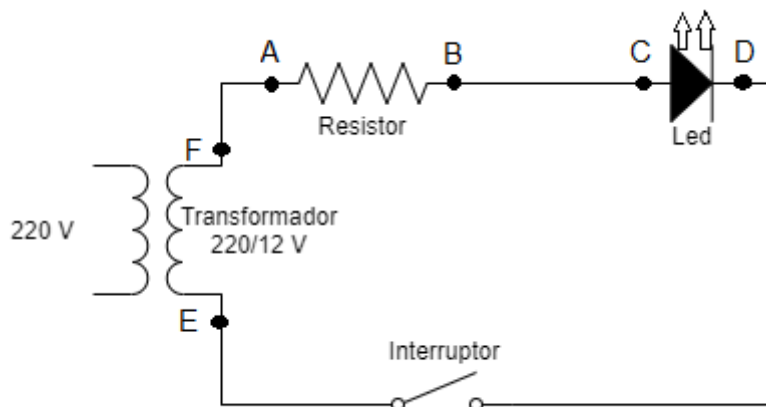 A
B
C
D
Resistor
Led
F
220 V
Transformador
220/12 V
E
Interruptor